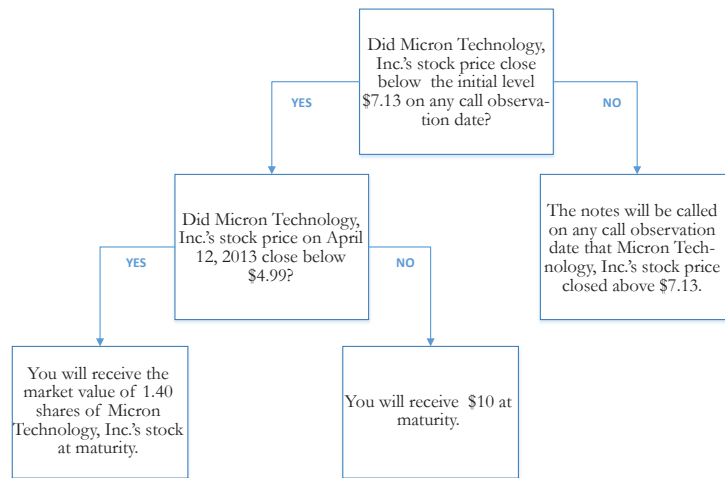 Did Micron Technology,
Inc.'s stock price close
below the initial level
$7.13 on any call observa-
tion date?
YES
NO
Did Micron Technology,
Inc.'s stock price on April
12, 2013 close below
$4.99?
The notes will be called
on any call observation
date that Micron Tech-
nology, Inc.'s stock price
closed above $7.13.
YES
NO
You will receive the
market value of 1.40
shares of Micron
Technology, Inc.'s stock
at maturity.
You will receive $10 at
maturity.